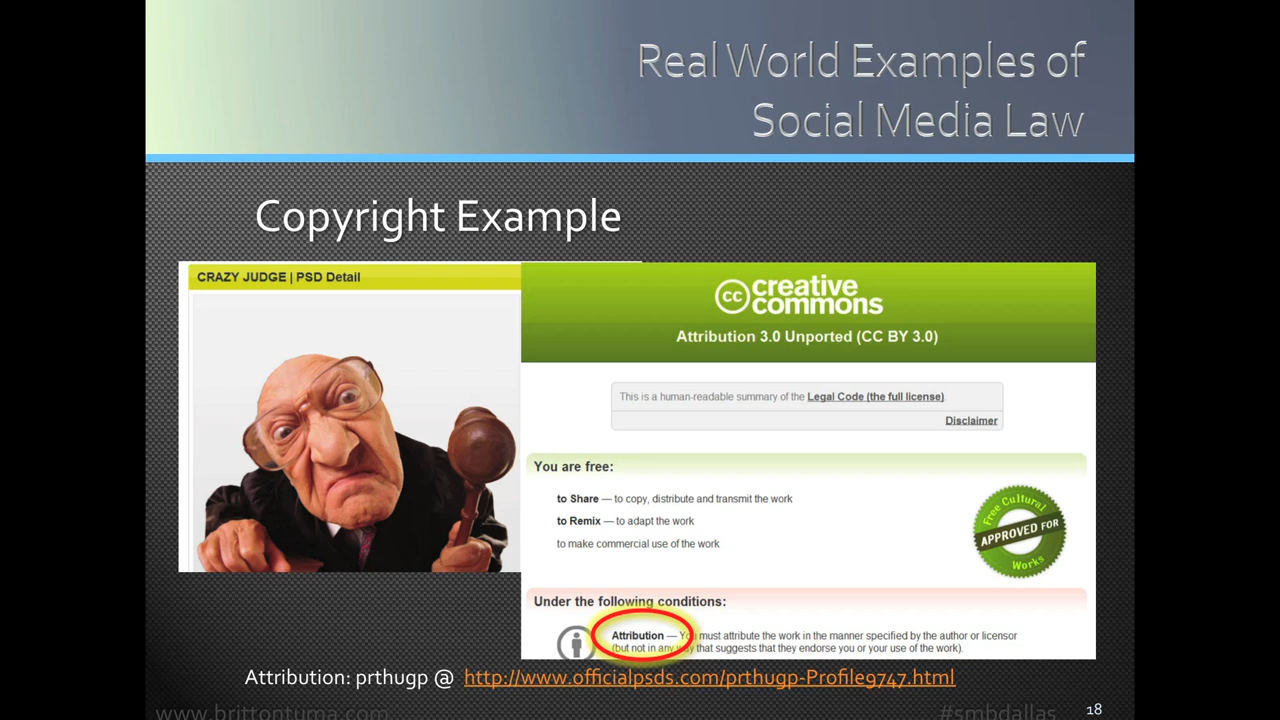 Real World Examples of
Social Media Law
Copyright Example
CRAZY JUDGE | PSD Detail
cc creative
commons
Attribution 3.0 Unported (CC BY 3.0)
This is a human-readable summary of the Legal Code (the full license).
Disclaimer
You are free:
to Share — to copy, distribute and transmit the work
to Remix — to adapt the work
to make commercial use of the work
Free Cultural
APPROVED FOR
Works
Under the following conditions:
Attribution — You must attribute the work in the manner specified by the author or licensor
(but not in any way that suggests that they endorse you or your use of the work).
Attribution: prthugp @ http://www.officialpsds.com/prthugp-Profile9747.html
www.brittontuma.com
#smbdallas
18